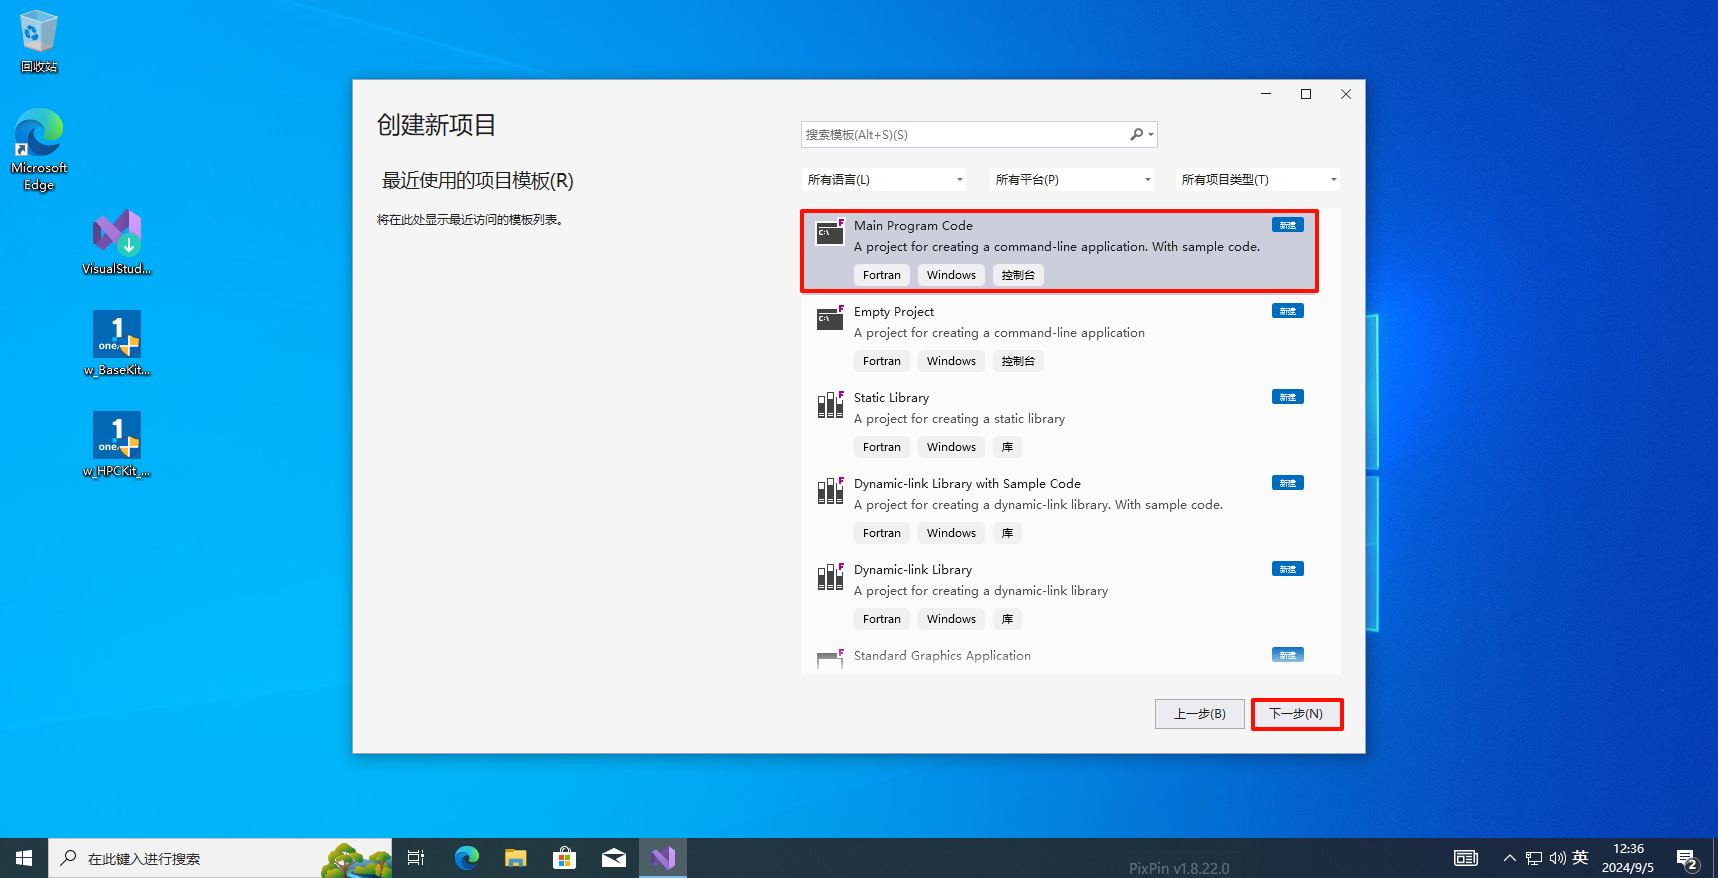 回收站
Microsoft
Edge
VisualStud...
1
one
w_BaseKit...
1
one
w_HPCKit_...
创建新项目
最近使用的项目模板(R)
将在此处显示最近访问的模板列表。
搜索模板(Alt+S)(S)
所有语言(L)
所有平台(P)
所有项目类型(T)
Main Program Code
新建
A project for creating a command-line application. With sample code.
Fortran
Windows
控制台
Empty Project
新建
A project for creating a command-line application
Fortran
Windows
控制台
Static Library
新建
A project for creating a static library
Fortran
Windows
库
Dynamic-link Library with Sample Code
新建
A project for creating a dynamic-link library. With sample code.
Fortran
Windows
库
Dynamic-link Library
新建
A project for creating a dynamic-link library
Fortran
Windows
库
Standard Graphics Application
新建
上一步(B)
下一步(N)
在此键入进行搜索
PixPin v1.8.22.0
英
12:36
2024/9/5
2